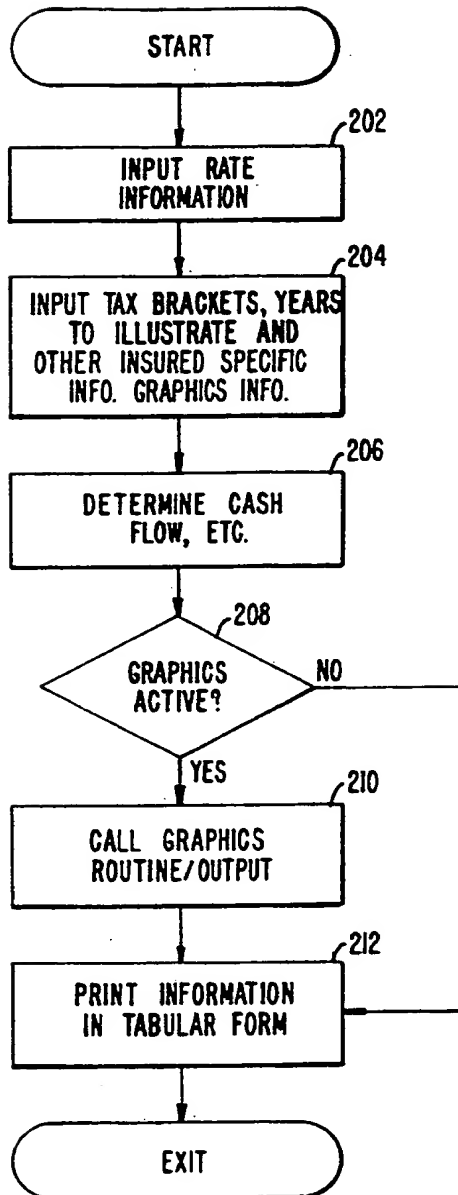 START
202
INPUT RATE
INFORMATION
204
INPUT TAX BRACKETS, YEARS
TO ILLUSTRATE AND
OTHER INSURED SPECIFIC
INFO. GRAPHICS INFO.
206
DETERMINE CASH
FLOW, ETC.
208
GRAPHICS
ACTIVE?
NO
YES
210
CALL GRAPHICS
ROUTINE/OUTPUT
212
PRINT INFORMATION
IN TABULAR FORM
EXIT